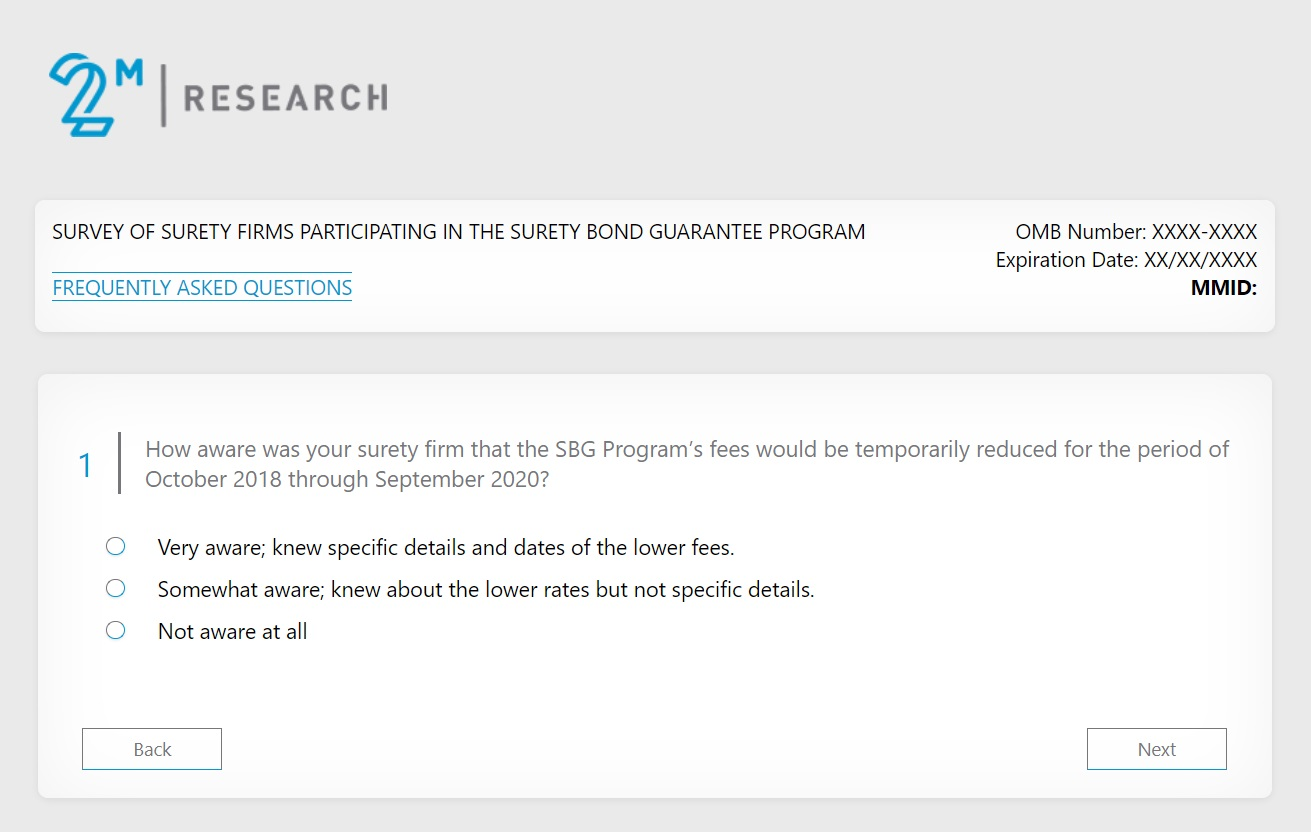 2M | RESEARCH
SURVEY OF SURETY FIRMS PARTICIPATING IN THE SURETY BOND GUARANTEE PROGRAM
OMB Number: XXXX-XXXX
Expiration Date: XX/XX/XXXX
FREQUENTLY ASKED QUESTIONS
MMID:
1
How aware was your surety firm that the SBG Program’s fees would be temporarily reduced for the period of
October 2018 through September 2020?
Very aware; knew specific details and dates of the lower fees.
Somewhat aware; knew about the lower rates but not specific details.
Not aware at all
Back
Next